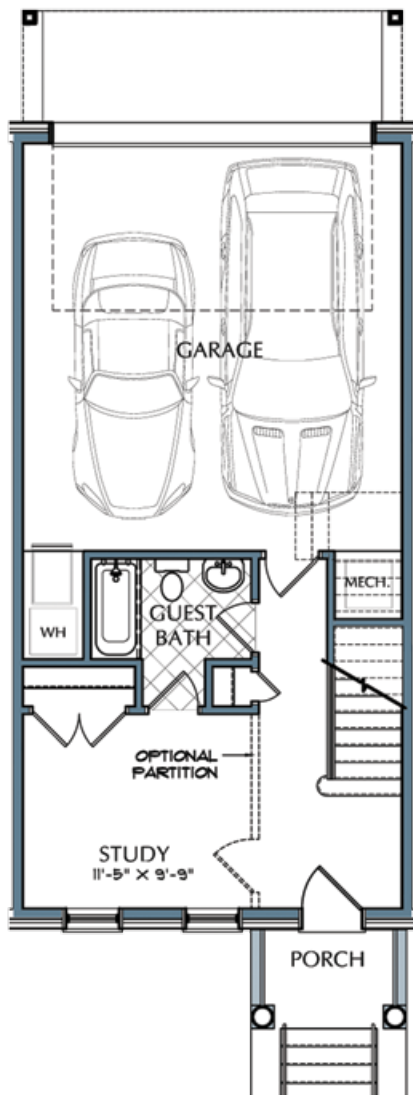 GARAGE
MECH.
GUEST
BATH
WH
OPTIONAL
PARTITION
STUDY
11'-5" X 9'-9"
PORCH